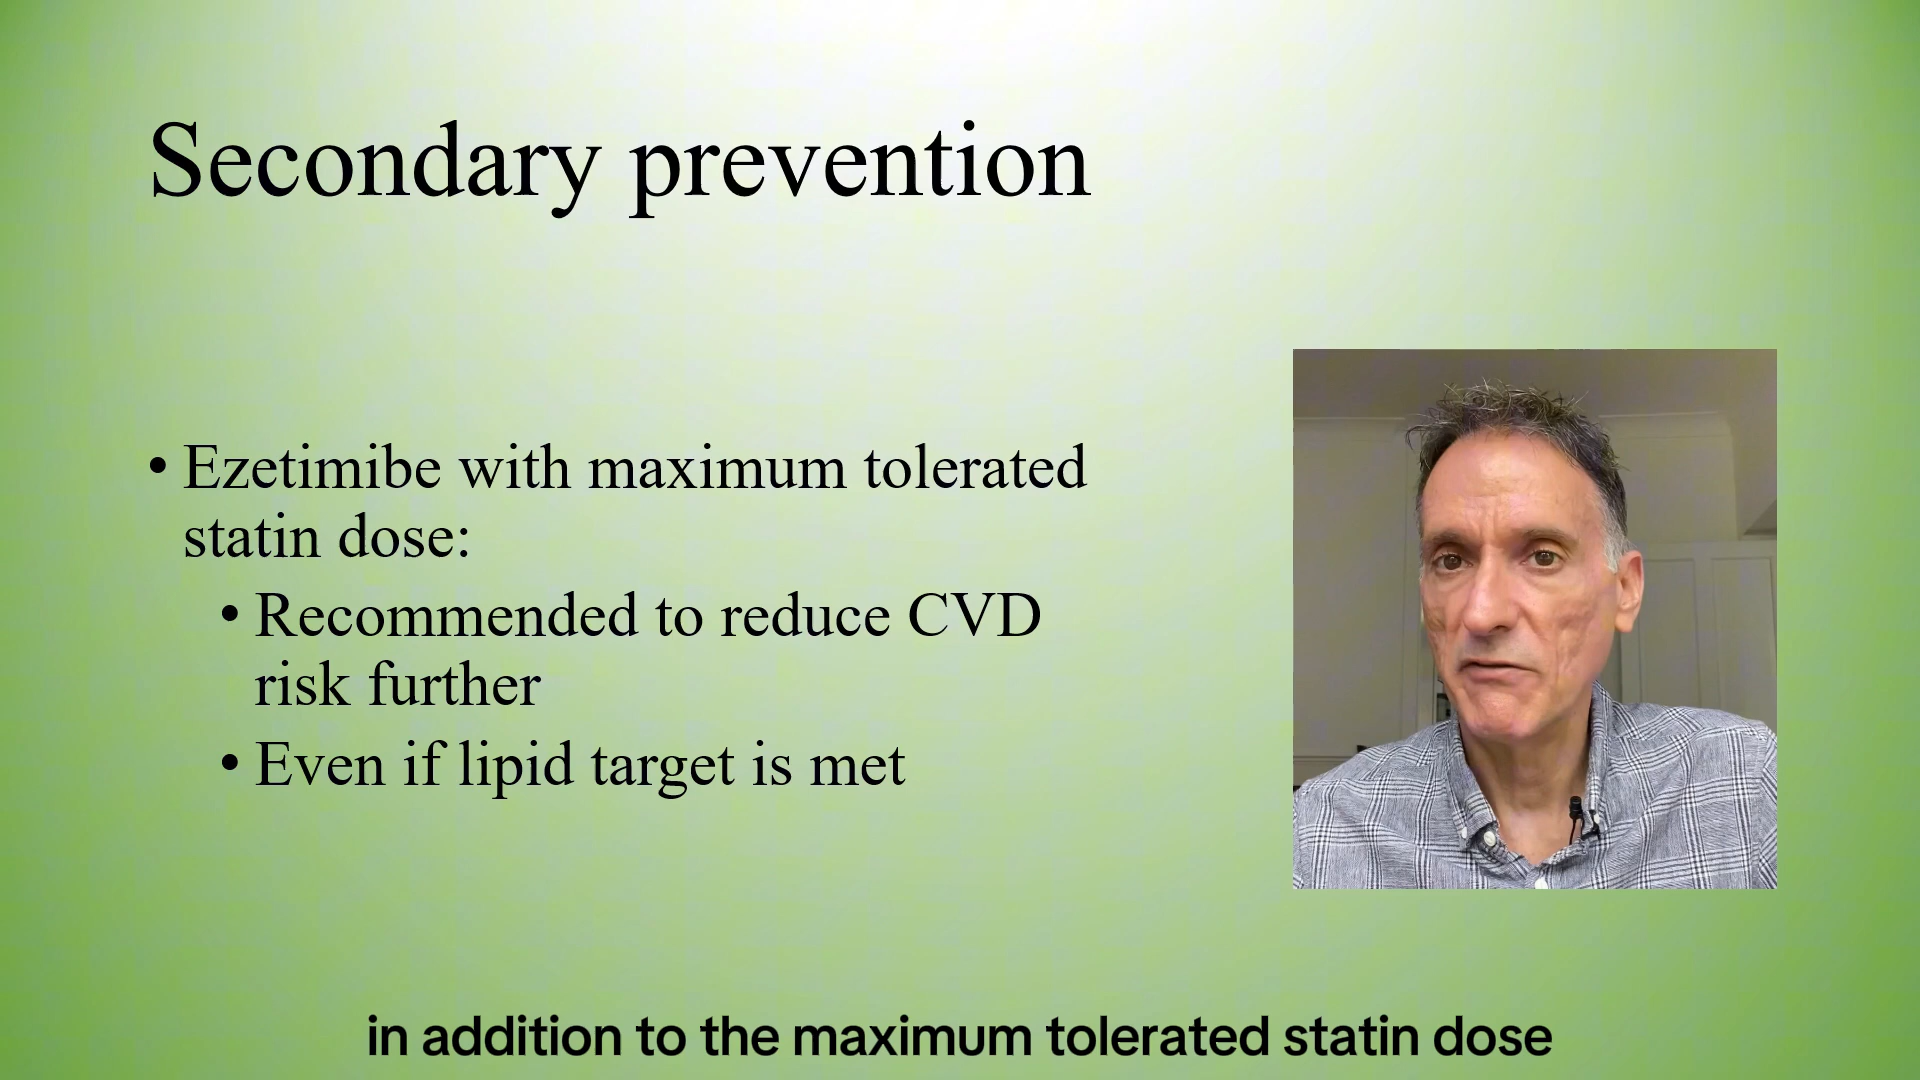 Secondary prevention
• Ezetimibe with maximum tolerated
statin dose:
• Recommended to reduce CVD
risk further
• Even if lipid target is met
in addition to the maximum tolerated statin dose